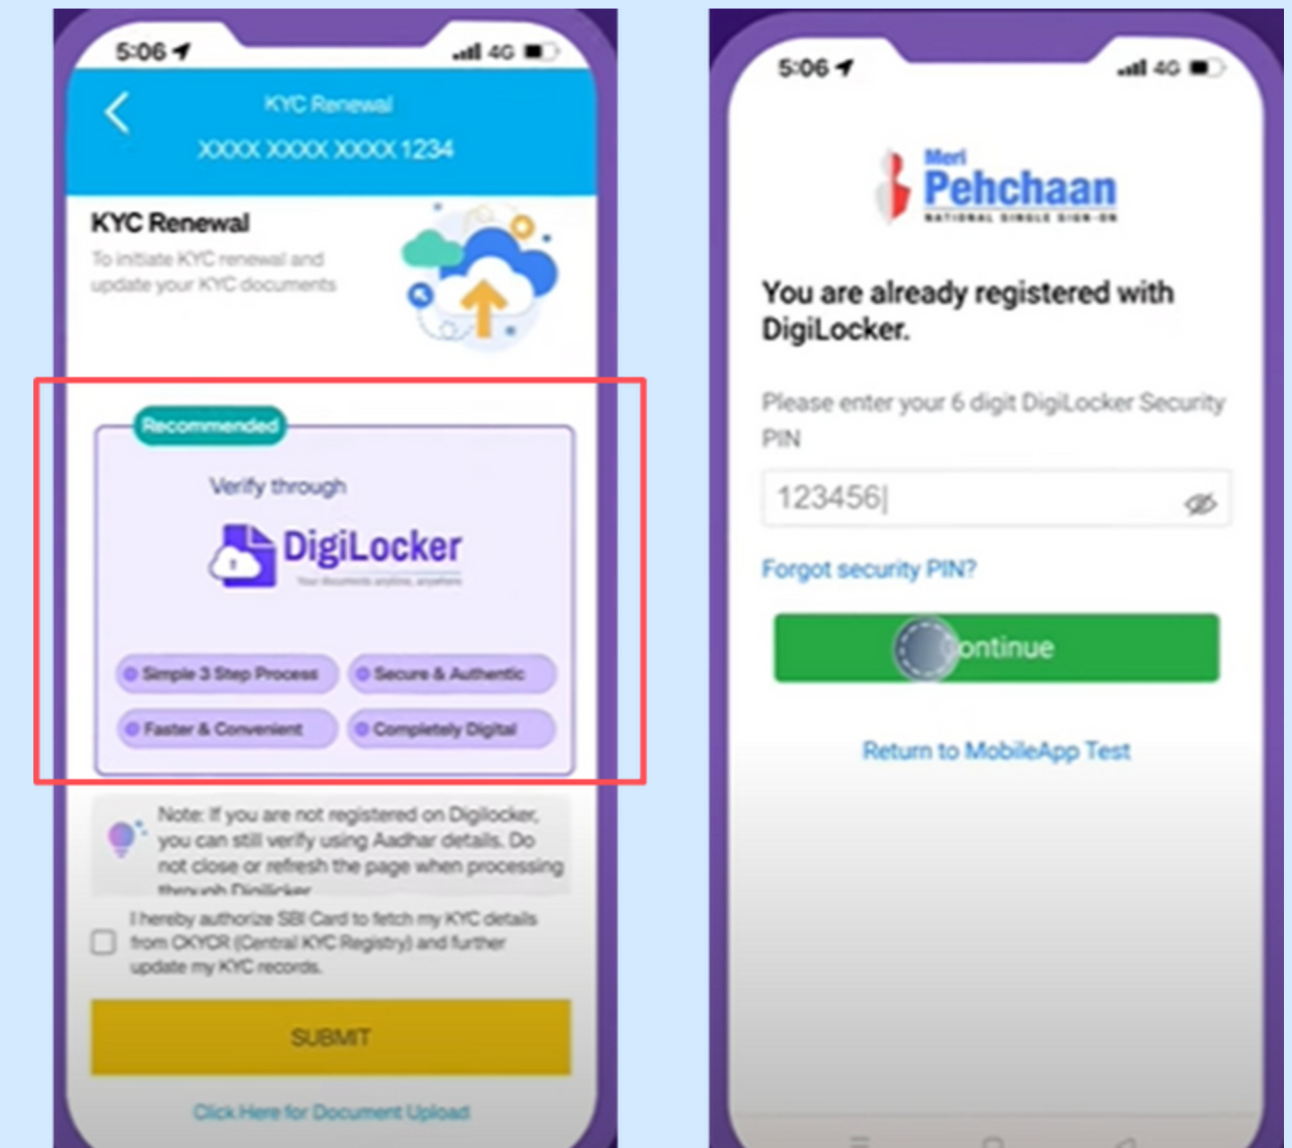 5:06
4G
KYC Renewal
XXXX XXXX XXXX 1234
KYC Renewal
To initiate KYC renewal and
update your KYC documents
Recommended
Verify through
DigiLocker
Your documents anytime, anywhere
Simple 3 Step Process
Secure & Authentic
Faster & Convenient
Completely Digital
Note: If you are not registered on Digilocker,
you can still verify using Aadhar details. Do
not close or refresh the page when processing
through Digilicker
I hereby authorize SBI Card to fetch my KYC details
from CKYCR (Central KYC Registry) and further
update my KYC records.
SUBMIT
Click Here for Document Upload
5:06
4G
Meri
Pehchaan
NATIONAL SINGLE SIGN-ON
You are already registered with
DigiLocker.
Please enter your 6 digit DigiLocker Security
PIN
123456
Forgot security PIN?
ontinue
Return to MobileApp Test